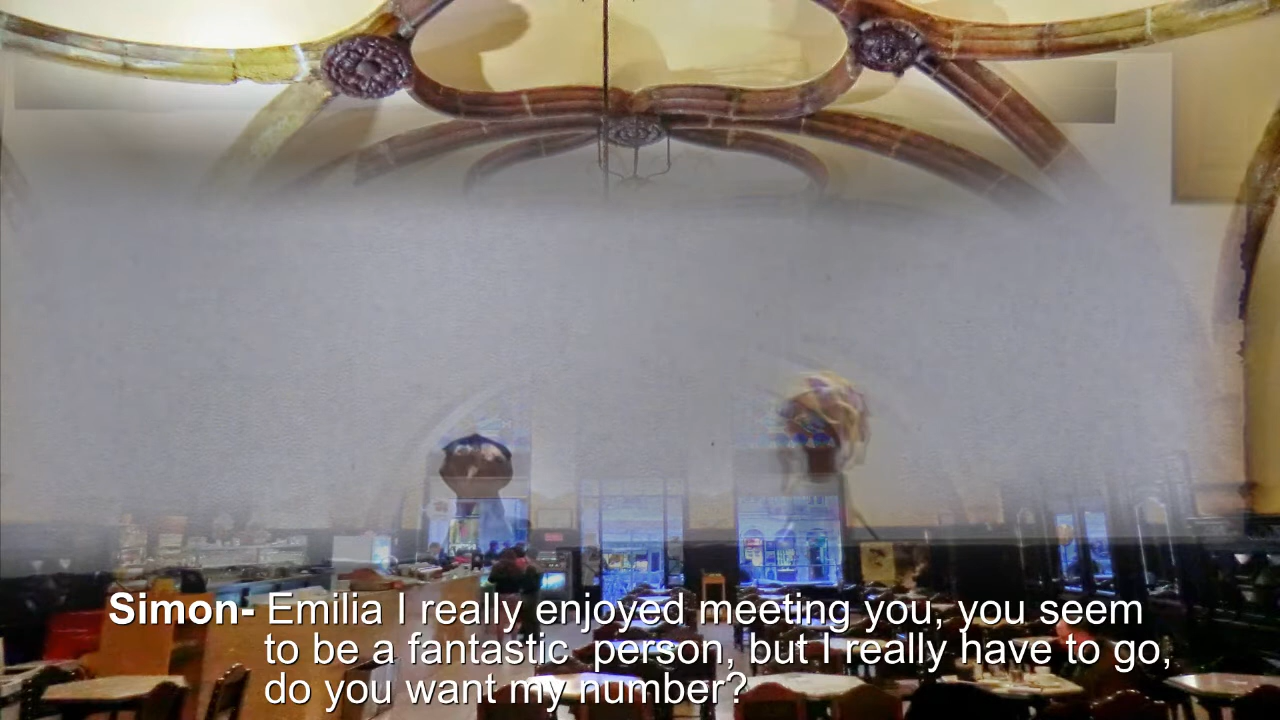 Simon- Emilia I really enjoyed meeting you, you seem
to be a fantastic  person, but I really have to go,
do you want my number?